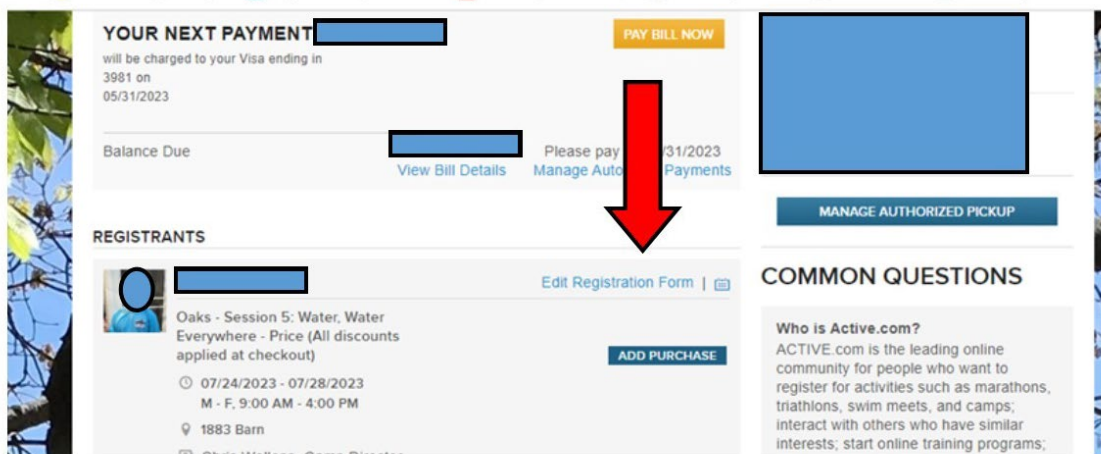 YOUR NEXT PAYMENT
PAY BILL NOW
will be charged to your Visa ending in
3981 on
05/31/2023
Balance Due
Please pay /31/2023
View Bill Details
Manage Auto Payments
MANAGE AUTHORIZED PICKUP
REGISTRANTS
Edit Registration Form |
Oaks - Session 5: Water, Water
Everywhere - Price (All discounts
applied at checkout)
ADD PURCHASE
07/24/2023 - 07/28/2023
M - F, 9:00 AM - 4:00 PM
1883 Barn
COMMON QUESTIONS
Who is Active.com?
ACTIVE.com is the leading online
community for people who want to
register for activities such as marathons,
triathlons, swim meets, and camps;
interact with others who have similar
interests; start online training programs;